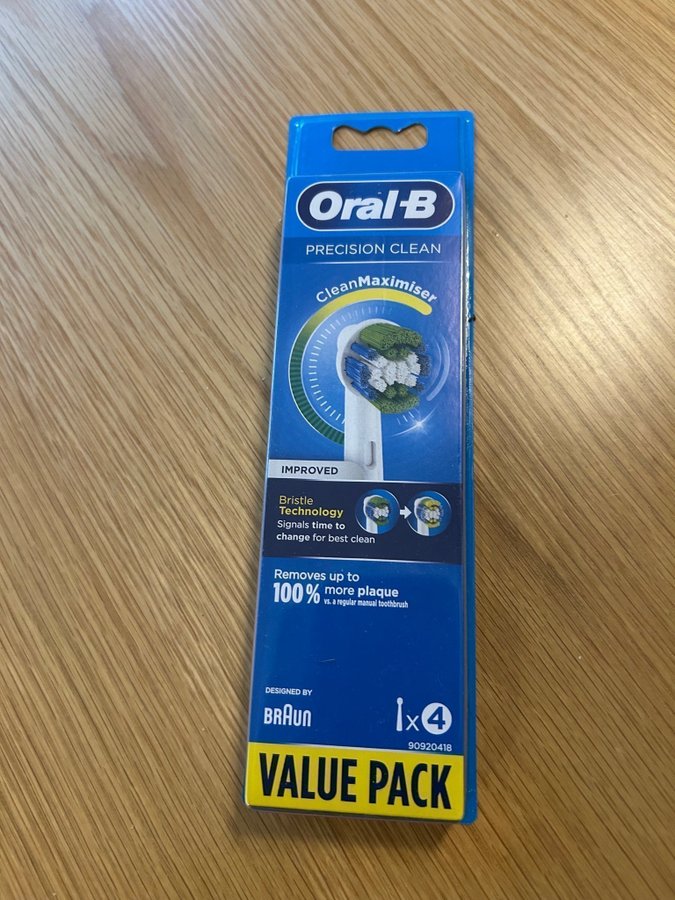 Oral-B
PRECISION CLEAN
CleanMaximiser
IMPROVED
Bristle
Technology
Signals time to
change for best clean
Removes up to
100% more plaque
vs. a regular manual toothbrush
DESIGNED BY
BRAUN
x4
90920418
VALUE PACK